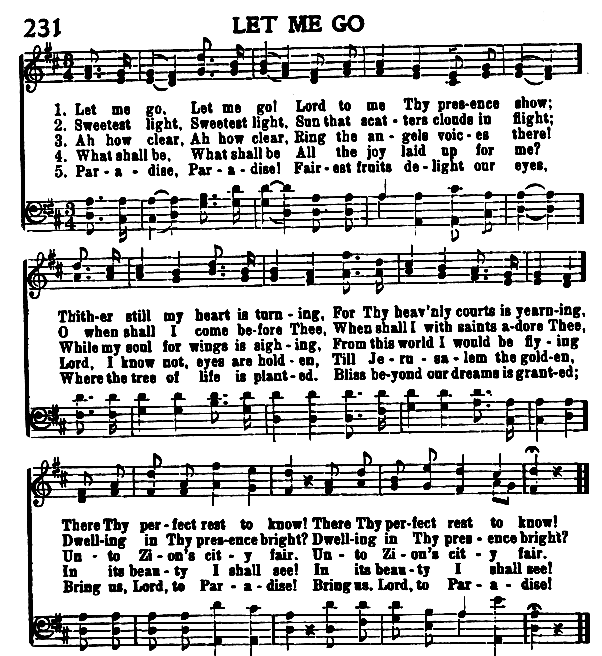 231 LET ME GO
1. Let me go, Let me go! Lord to me Thy pres-ence show;
2. Sweetest light, Sweetest light, Sun that scat-ters clouds in flight;
3. Ah how clear, Ah how clear, Ring the an-gels voic-es there!
4. What shall be, What shall be All the joy laid up for me?
5. Par-a-dise, Par-a-dise! Fair-est fruits de-light our eyes,
Thith-er still my heart is turn-ing, For Thy heav'nly courts is yearn-ing,
O when shall I come be-fore Thee, When shall I with saints a-dore Thee,
While my soul for wings is sigh-ing, From this world I would be fly-ing
Lord, I know not, eyes are hold-en, Till Je-ru-sa-lem the gold-en,
Where the tree of life is plant-ed. Bliss be-yond our dreams is grant-ed;
There Thy per-fect rest to know! There Thy per-fect rest to know!
Dwell-ing in Thy pres-ence bright? Dwell-ing in Thy pres-ence bright?
Un-to Zi-on's cit-y fair. Un-to Zi-on's cit-y fair.
In its beau-ty I shall see! In its beau-ty I shall see!
Bring us, Lord, to Par-a-dise! Bring us, Lord, to Par-a-dise!